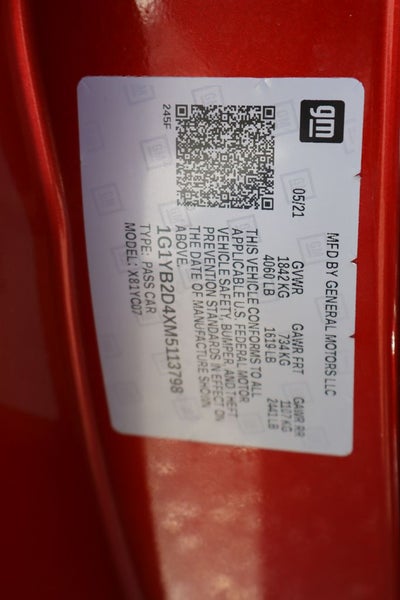 gm
MFD BY GENERAL MOTORS LLC
05/21 GVWR GAWR FRT GAWR RR
1842 KG 734 KG 1107 KG
4060 LB 1619 LB 2441 LB
THIS VEHICLE CONFORMS TO ALL
APPLICABLE U.S. FEDERAL MOTOR
VEHICLE SAFETY, BUMPER, AND THEFT
PREVENTION STANDARDS IN EFFECT ON
THE DATE OF MANUFACTURE SHOWN
ABOVE.
1G1YB2D4XM5113798
TYPE: PASS CAR
MODEL: X81YC07
245F